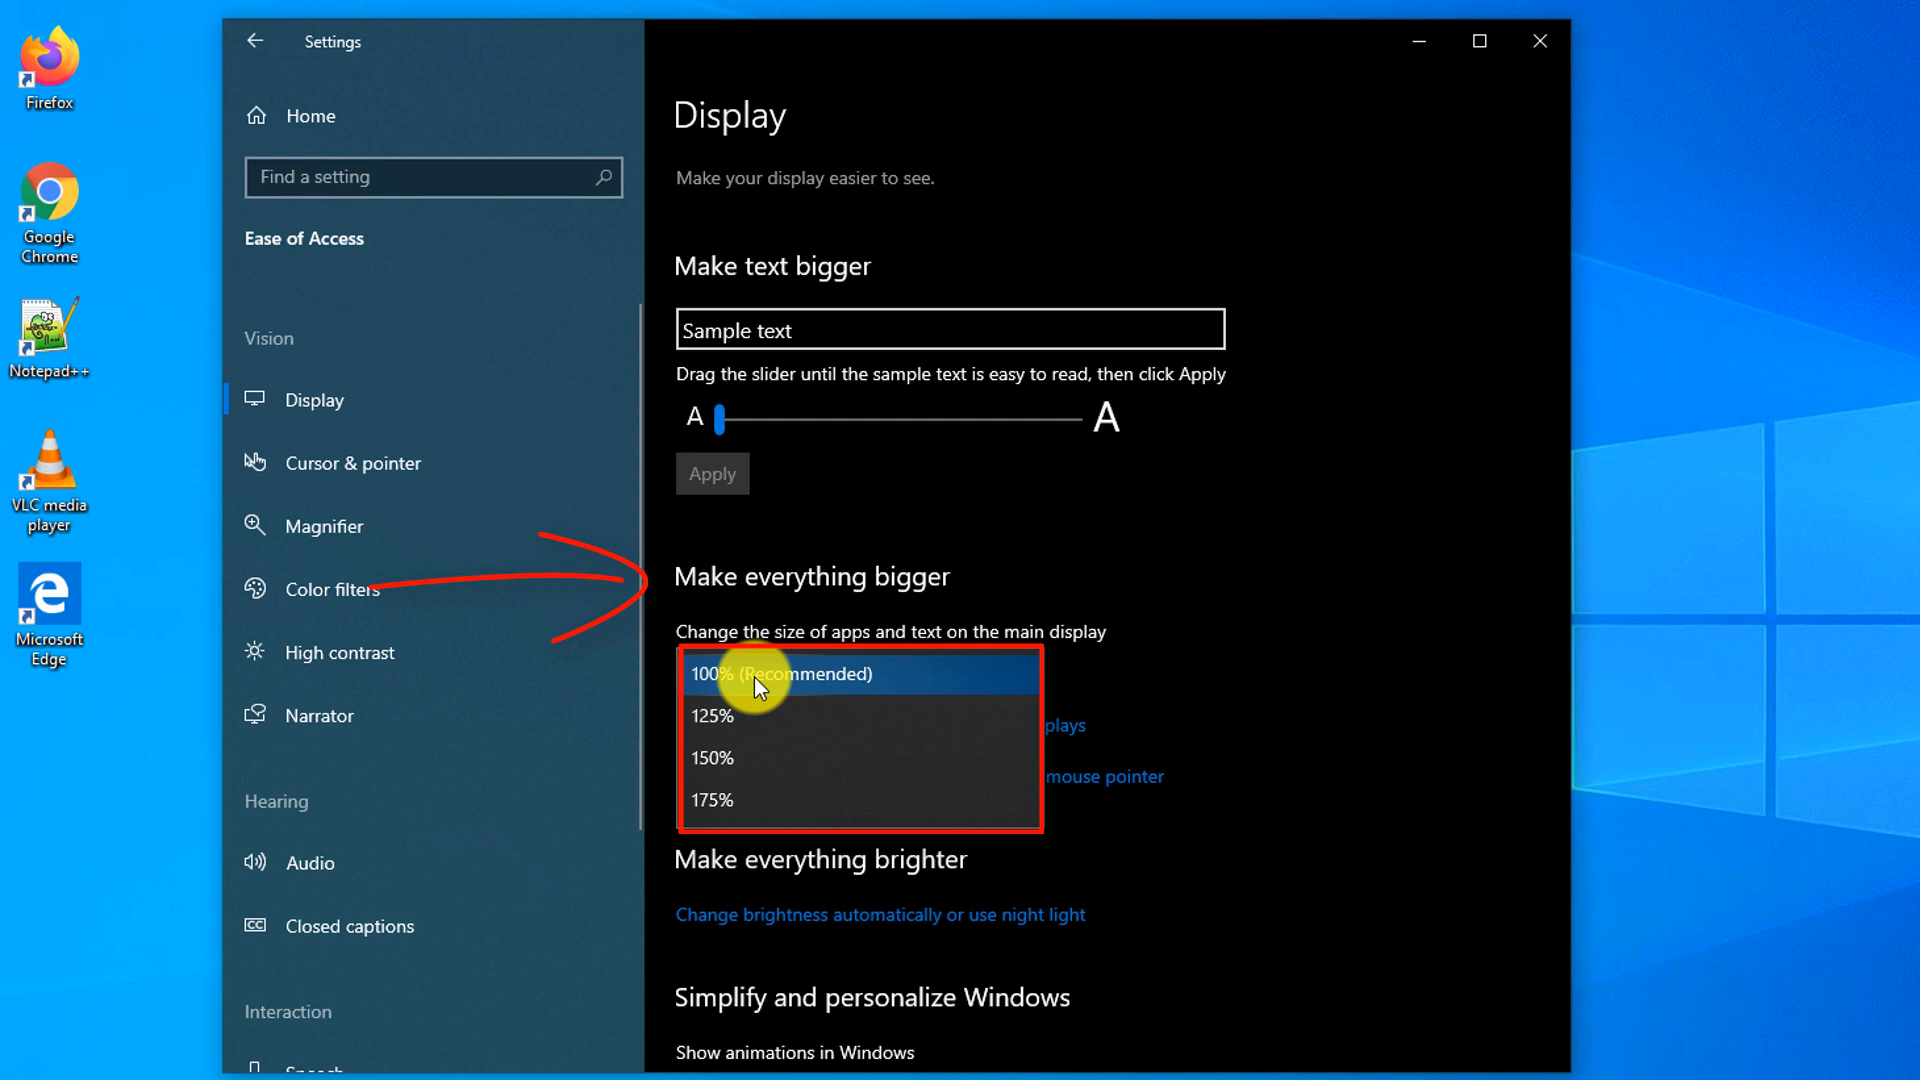 Firefox
Google
Chrome
Notepad++
VLC media
player
Microsoft
Edge
Settings
Home
Find a setting
Ease of Access
Vision
Display
Cursor & pointer
Magnifier
Color filters
High contrast
Narrator
Hearing
Audio
CC Closed captions
Interaction
Display
Make your display easier to see.
Make text bigger
Sample text
Drag the slider until the sample text is easy to read, then click Apply
A A
Apply
Make everything bigger
Change the size of apps and text on the main display
100% (Recommended)
125%
plays
150%
mouse pointer
175%
Make everything brighter
Change brightness automatically or use night light
Simplify and personalize Windows
Show animations in Windows